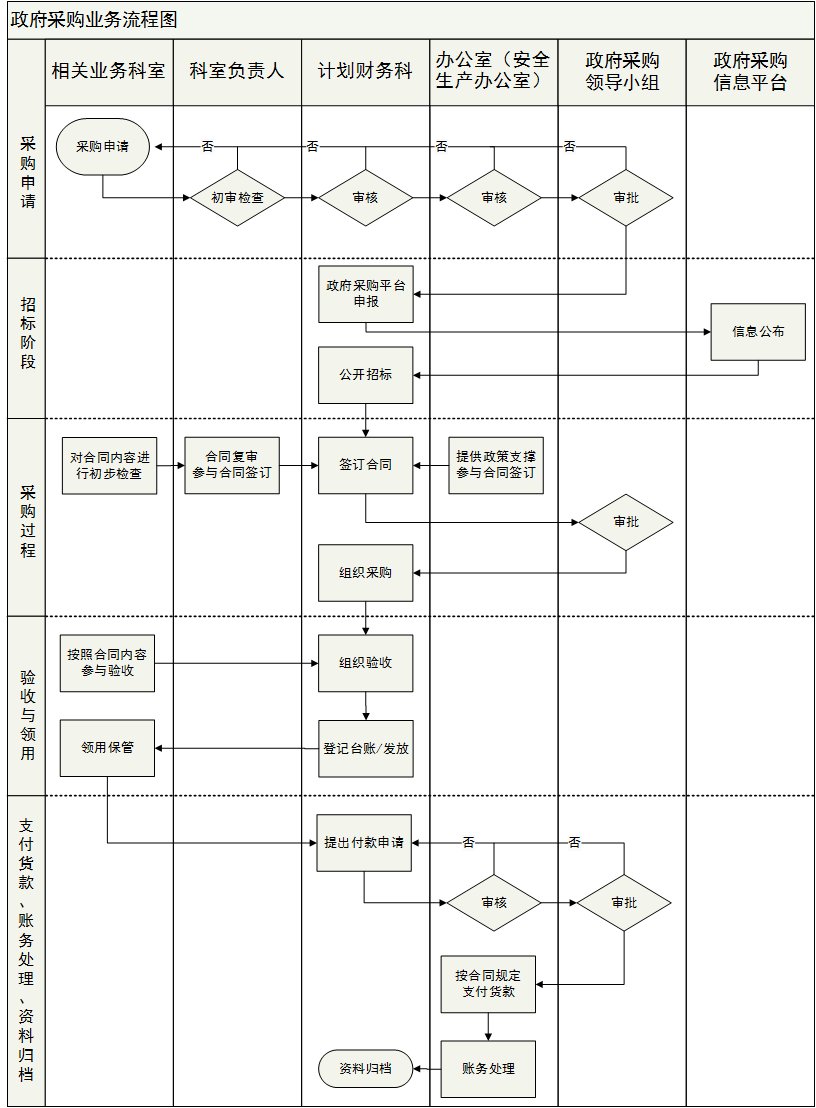 政府采购业务流程图
相关业务科室
科室负责人
计划财务科
办公室（安全
生产办公室）
政府采购
领导小组
政府采购
信息平台
采购申请
采购申请
否
否
否
否
初审检查
审核
审核
审批
招标阶段
政府采购平台
申报
信息公布
公开招标
采购过程
对合同内容进
行初步检查
合同复审
参与合同签订
签订合同
提供政策支撑
参与合同签订
审批
组织采购
验收与领用
按照合同内容
参与验收
组织验收
领用保管
登记台账/发放
支付货款、账务处理、资料归档
提出付款申请
否
否
审核
审批
按合同规定
支付货款
资料归档
账务处理